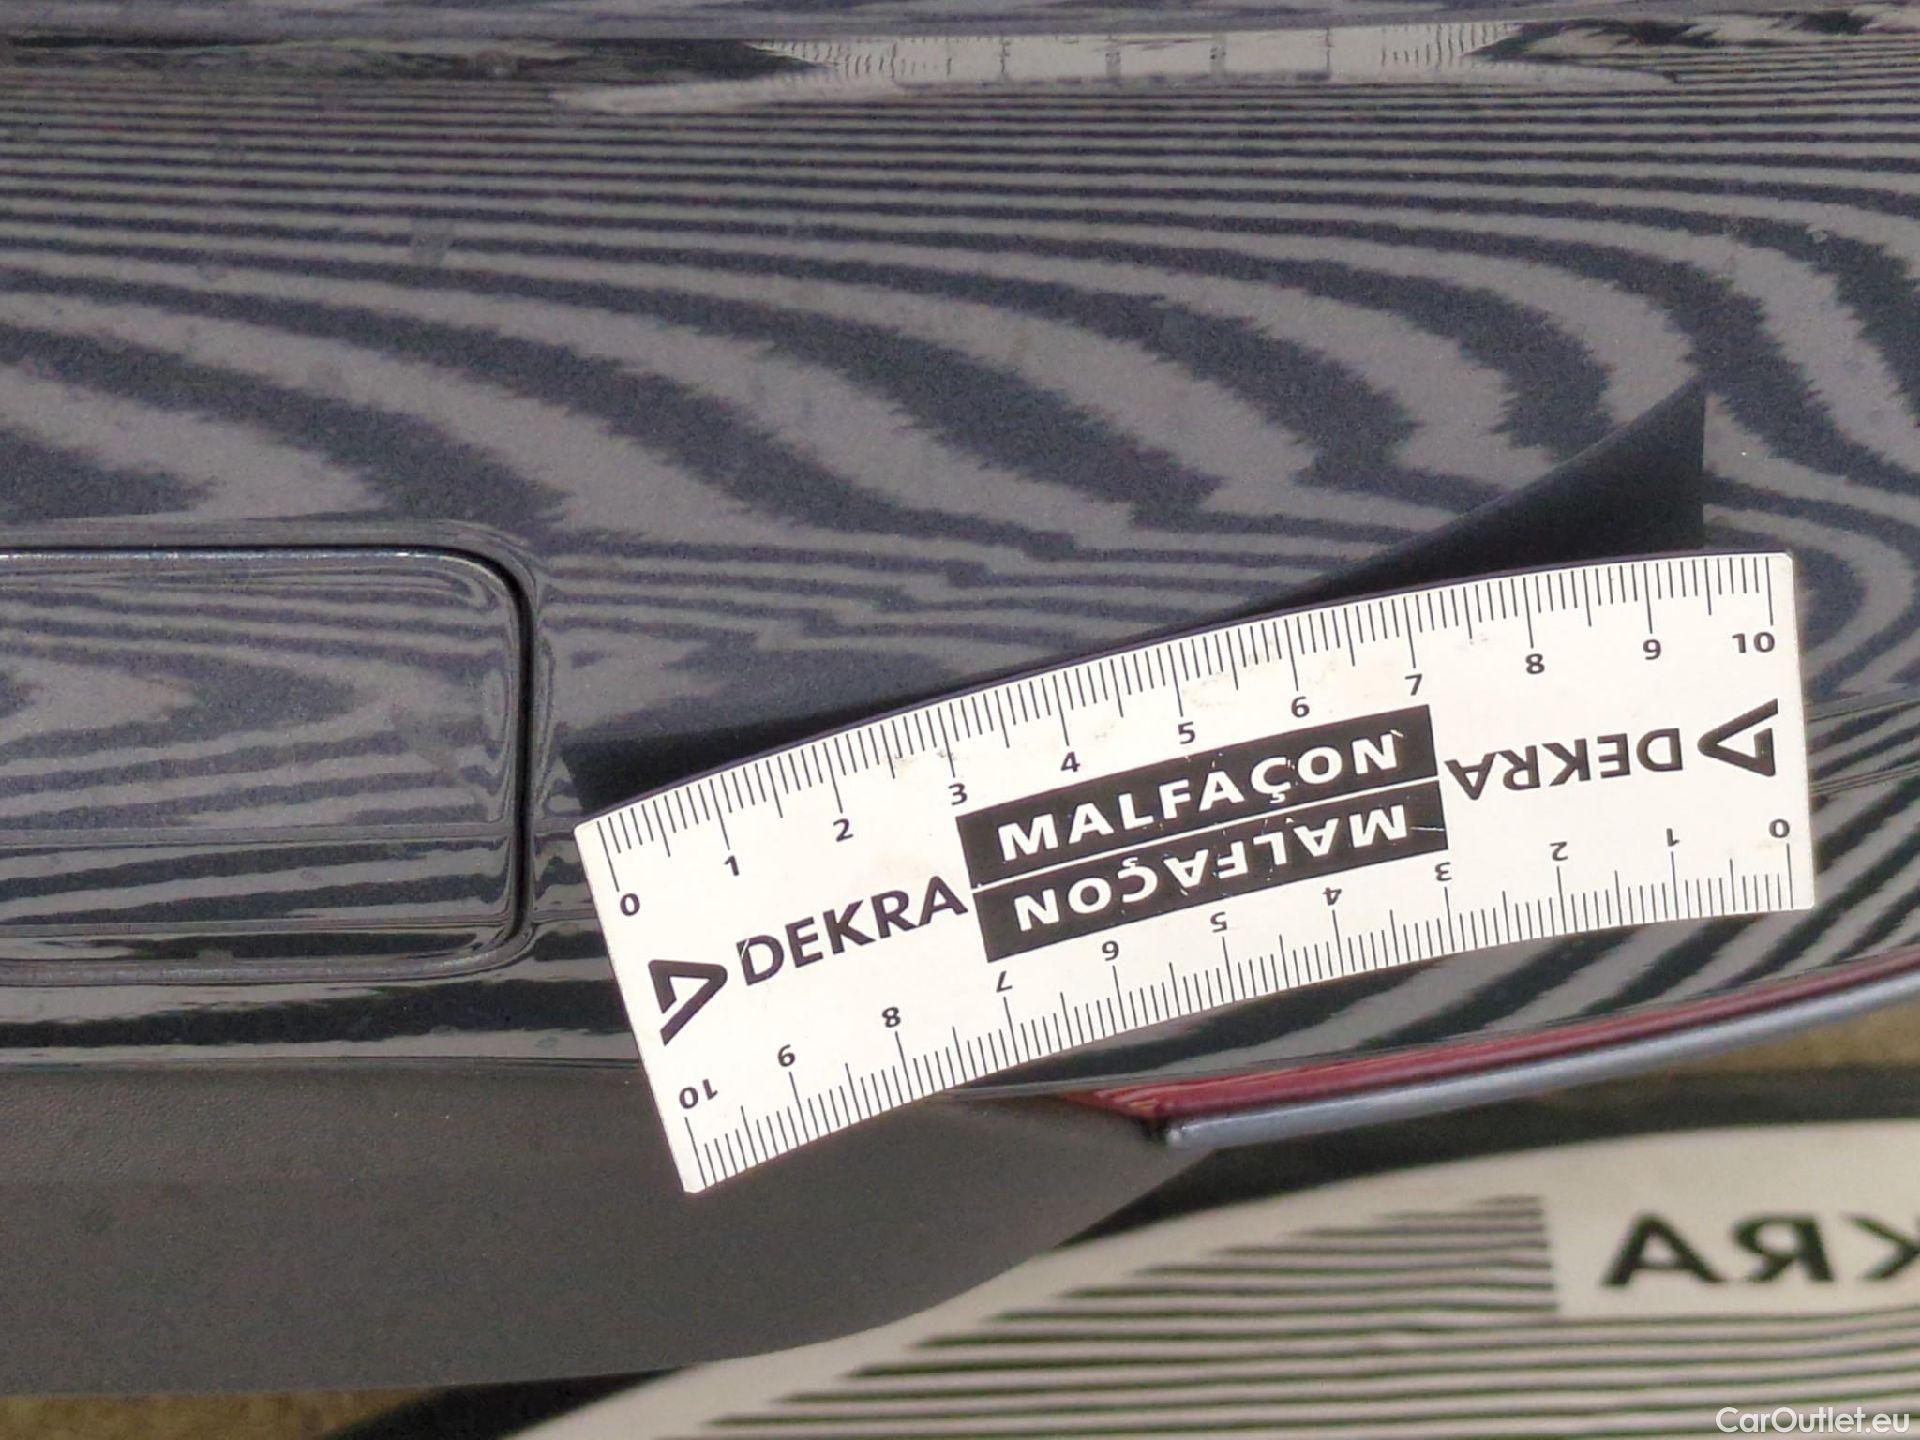 0 1 2 3 4 5 6 7 8 9 10
DEKRA MALFAÇON
DEKRA MALFAÇON
0 1 2 3 4 5 6 7 8 9 10
KRA
CarOutlet.eu